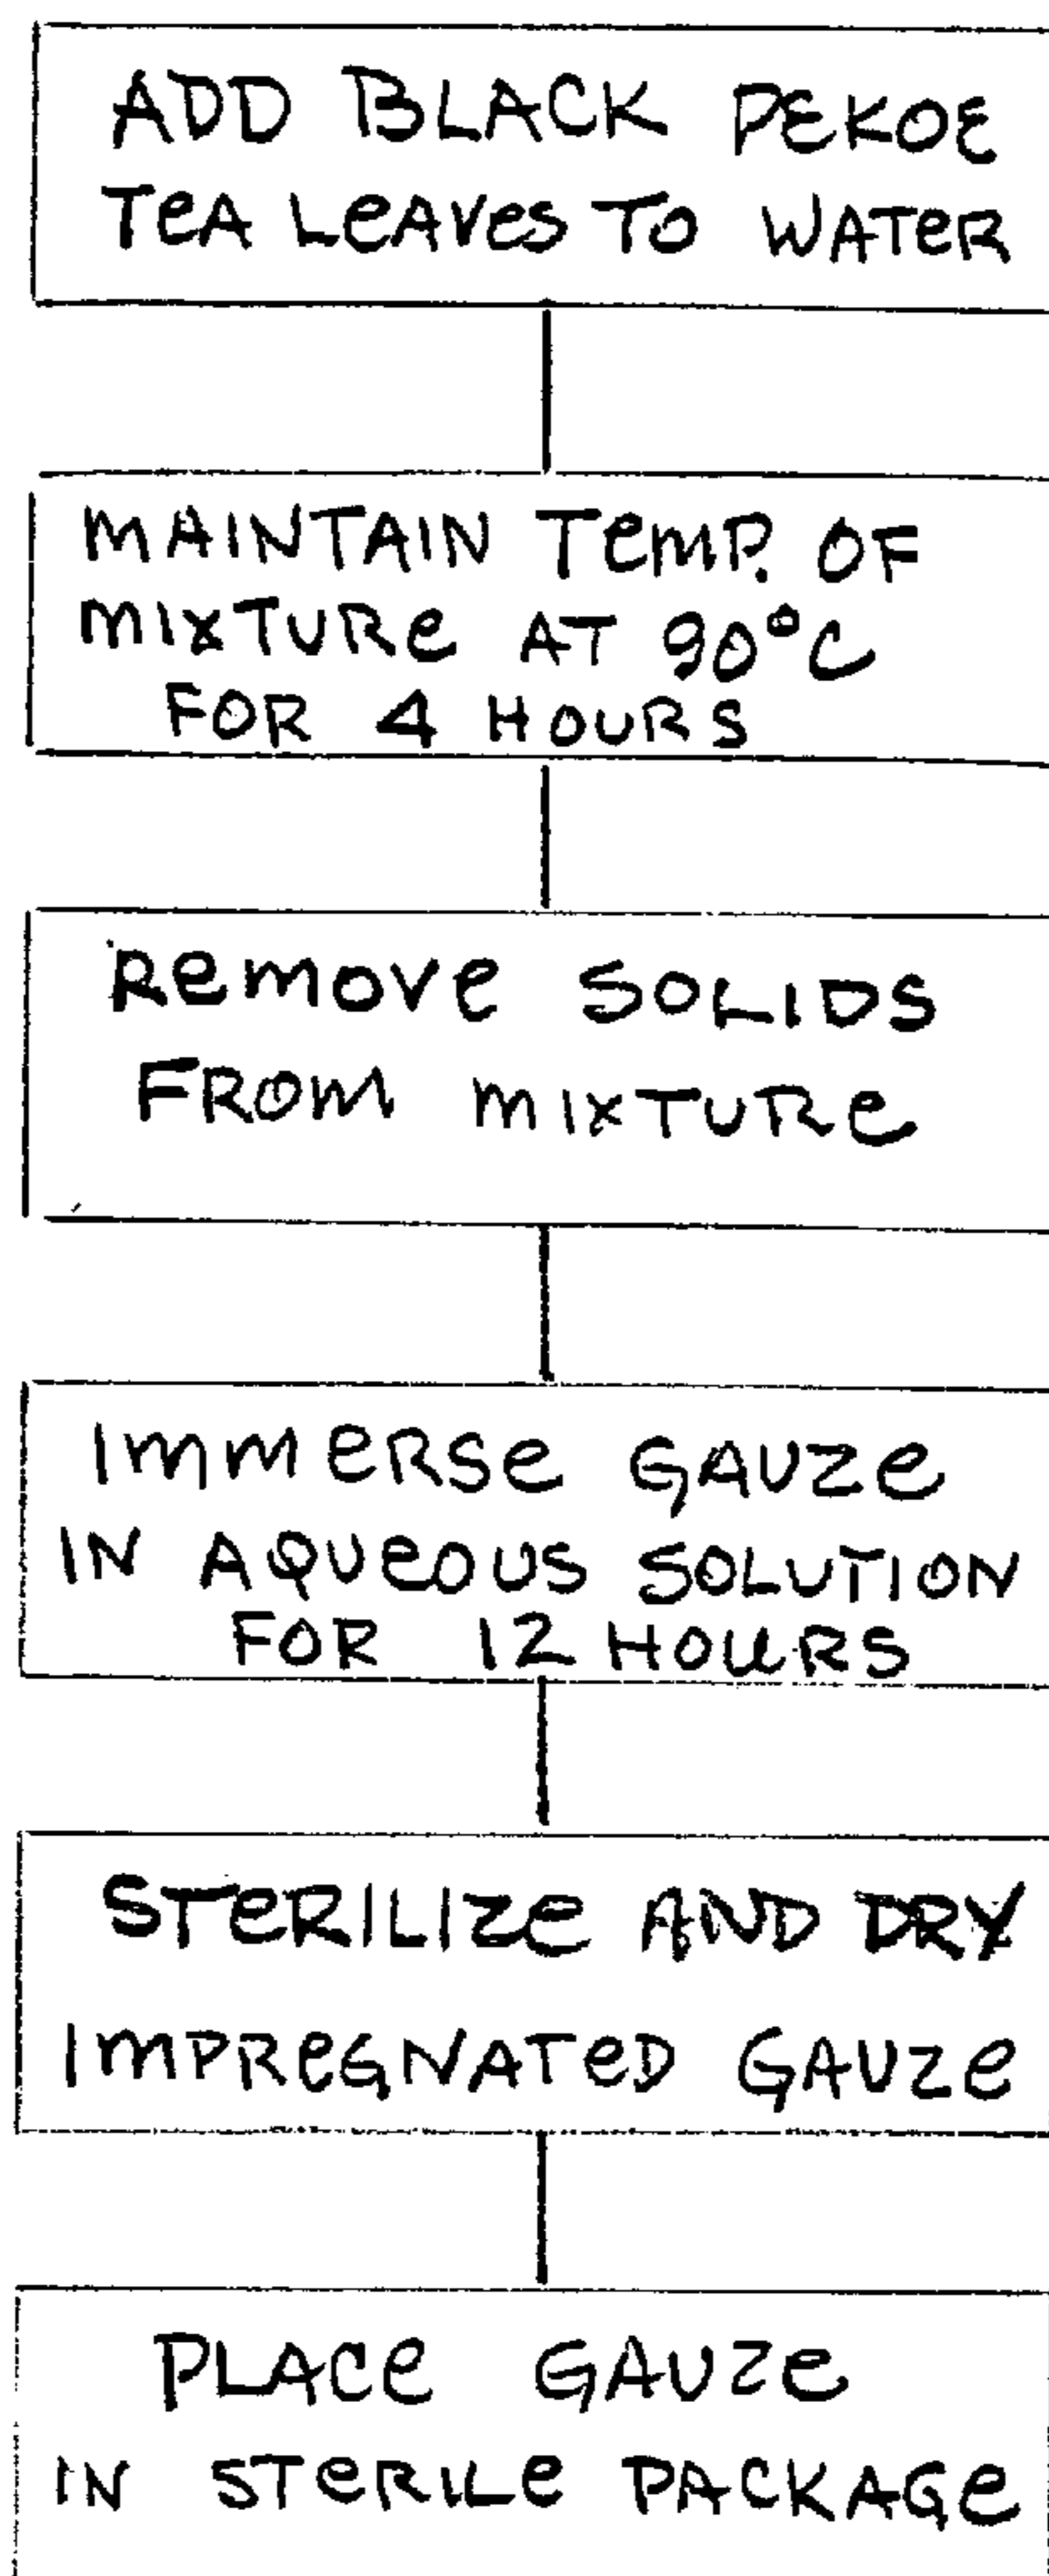 ADD BLACK PEKOE
TeA LeAVes TO WATeR
MAINTAIN TemP. OF
MIXTURe AT 90°C
FOR 4 HOURS
Remove SOLIDS
FROM MIXTURe
ImmeRSe GAUZe
IN AQUeOUS SOLUTION
FOR 12 HOURS
STeRILIZe AND DRY
ImPReGNATeD GAUZe
PLACe GAUZe
IN STeRILe PACKAGe